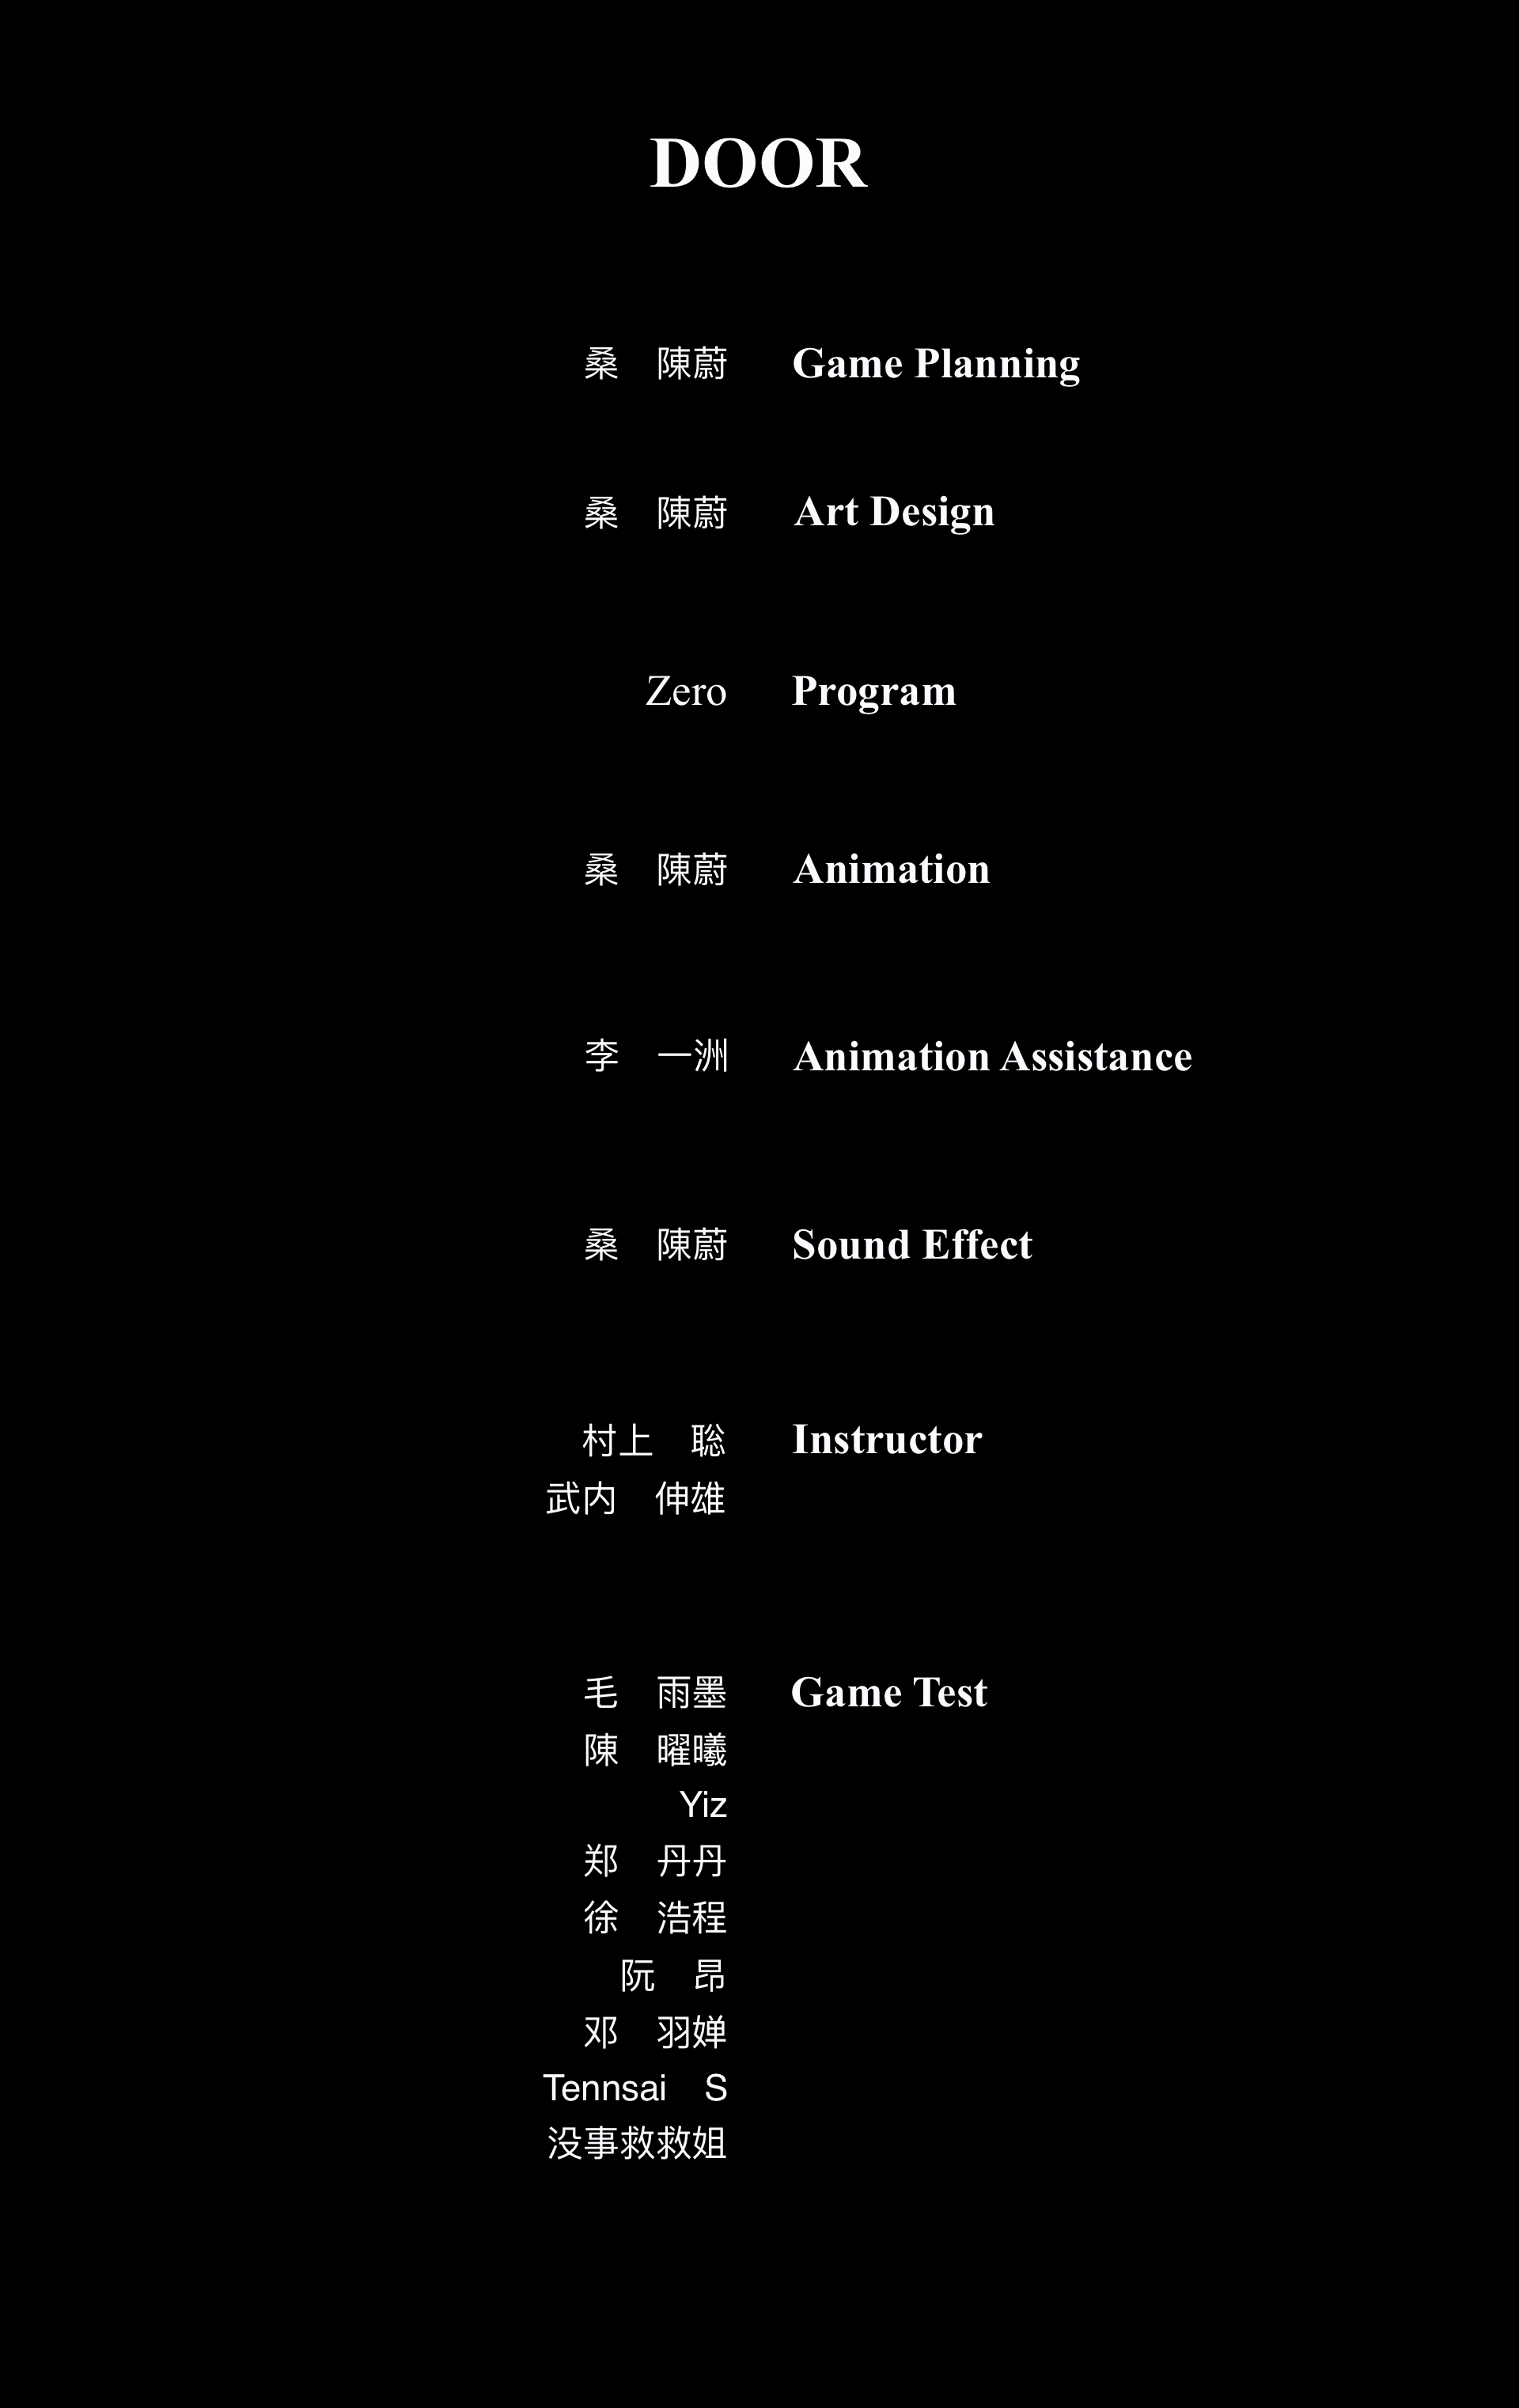 DOOR
桑　陳蔚　Game Planning
桑　陳蔚　Art Design
Zero　Program
桑　陳蔚　Animation
李　一洲　Animation Assistance
桑　陳蔚　Sound Effect
村上　聡　Instructor
武内　伸雄
毛　雨墨　Game Test
陳　曜曦
Yiz
郑　丹丹
徐　浩程
阮　昂
邓　羽婵
Tennsai　S
没事救救姐